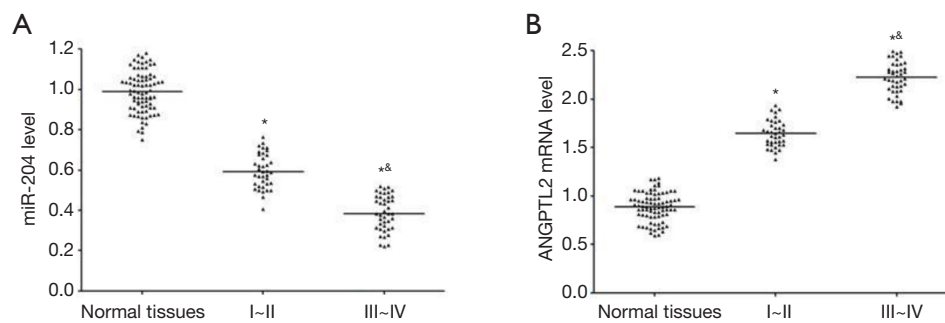 A
miR-204 level
1.2
1.0
0.8
0.6
0.4
0.2
0.0
*
*&
Normal tissues
I~II
III~IV
B
ANGPTL2 mRNA level
2.5
2.0
1.5
1.0
0.5
0.0
*
*&
Normal tissues
I~II
III~IV